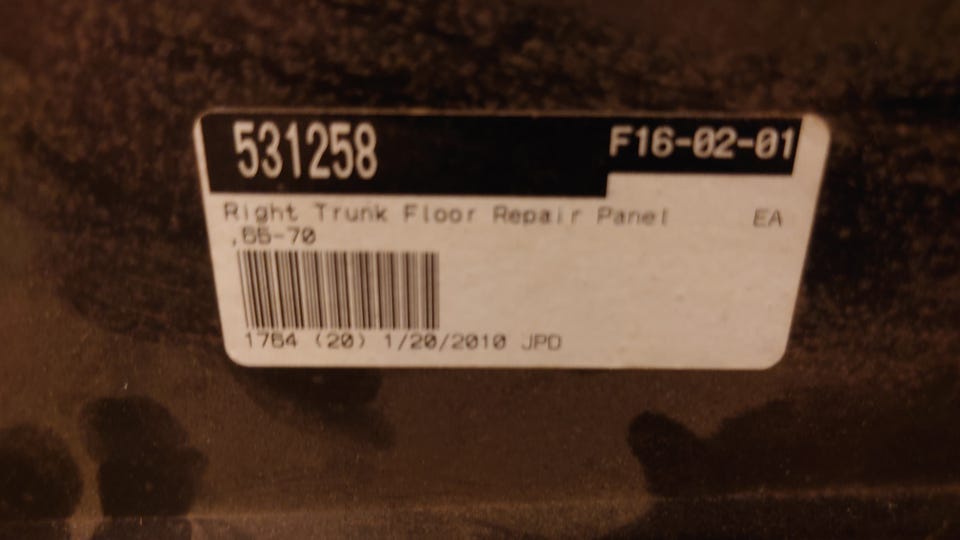 531258
F16-02-01
Right Trunk Floor Repair Panel EA
,65-70
1764 (20) 1/20/2010 JPD